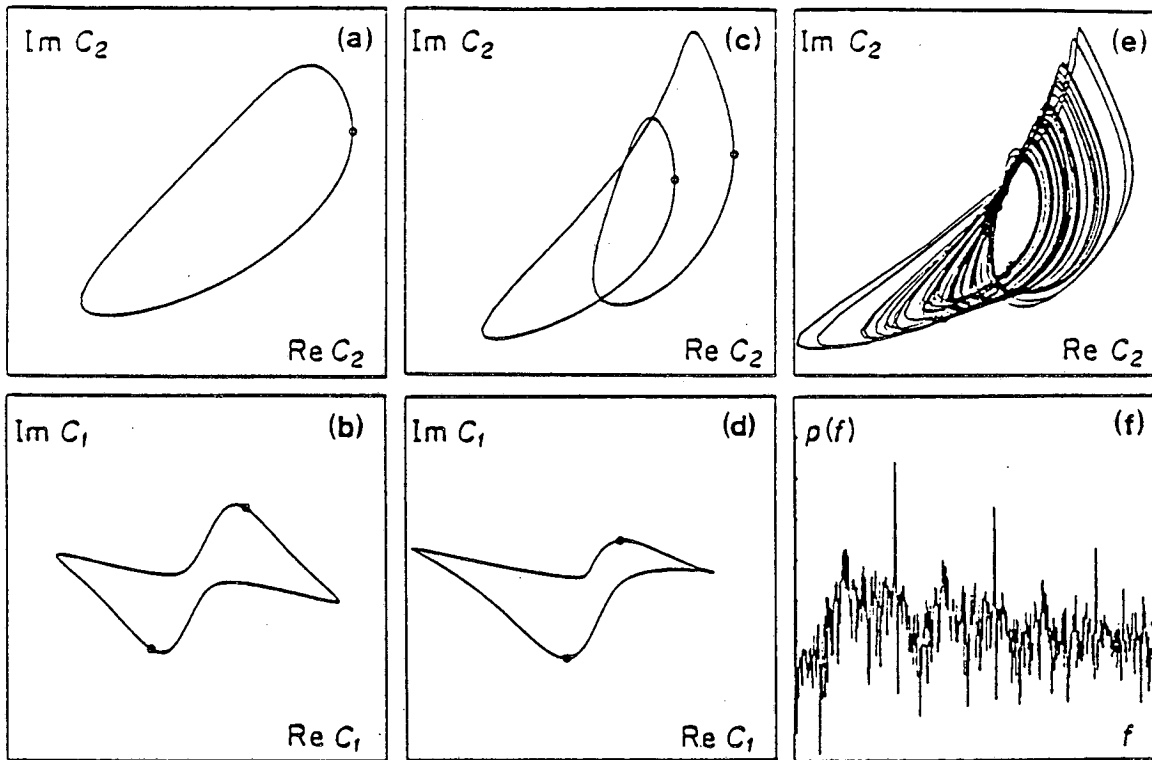 Im C₂ (a)
Re C₂
Im C₂ (c)
Re C₂
Im C₂ (e)
Re C₂
Im C₁ (b)
Re C₁
Im C₁ (d)
Re C₁
p(f) (f)
f